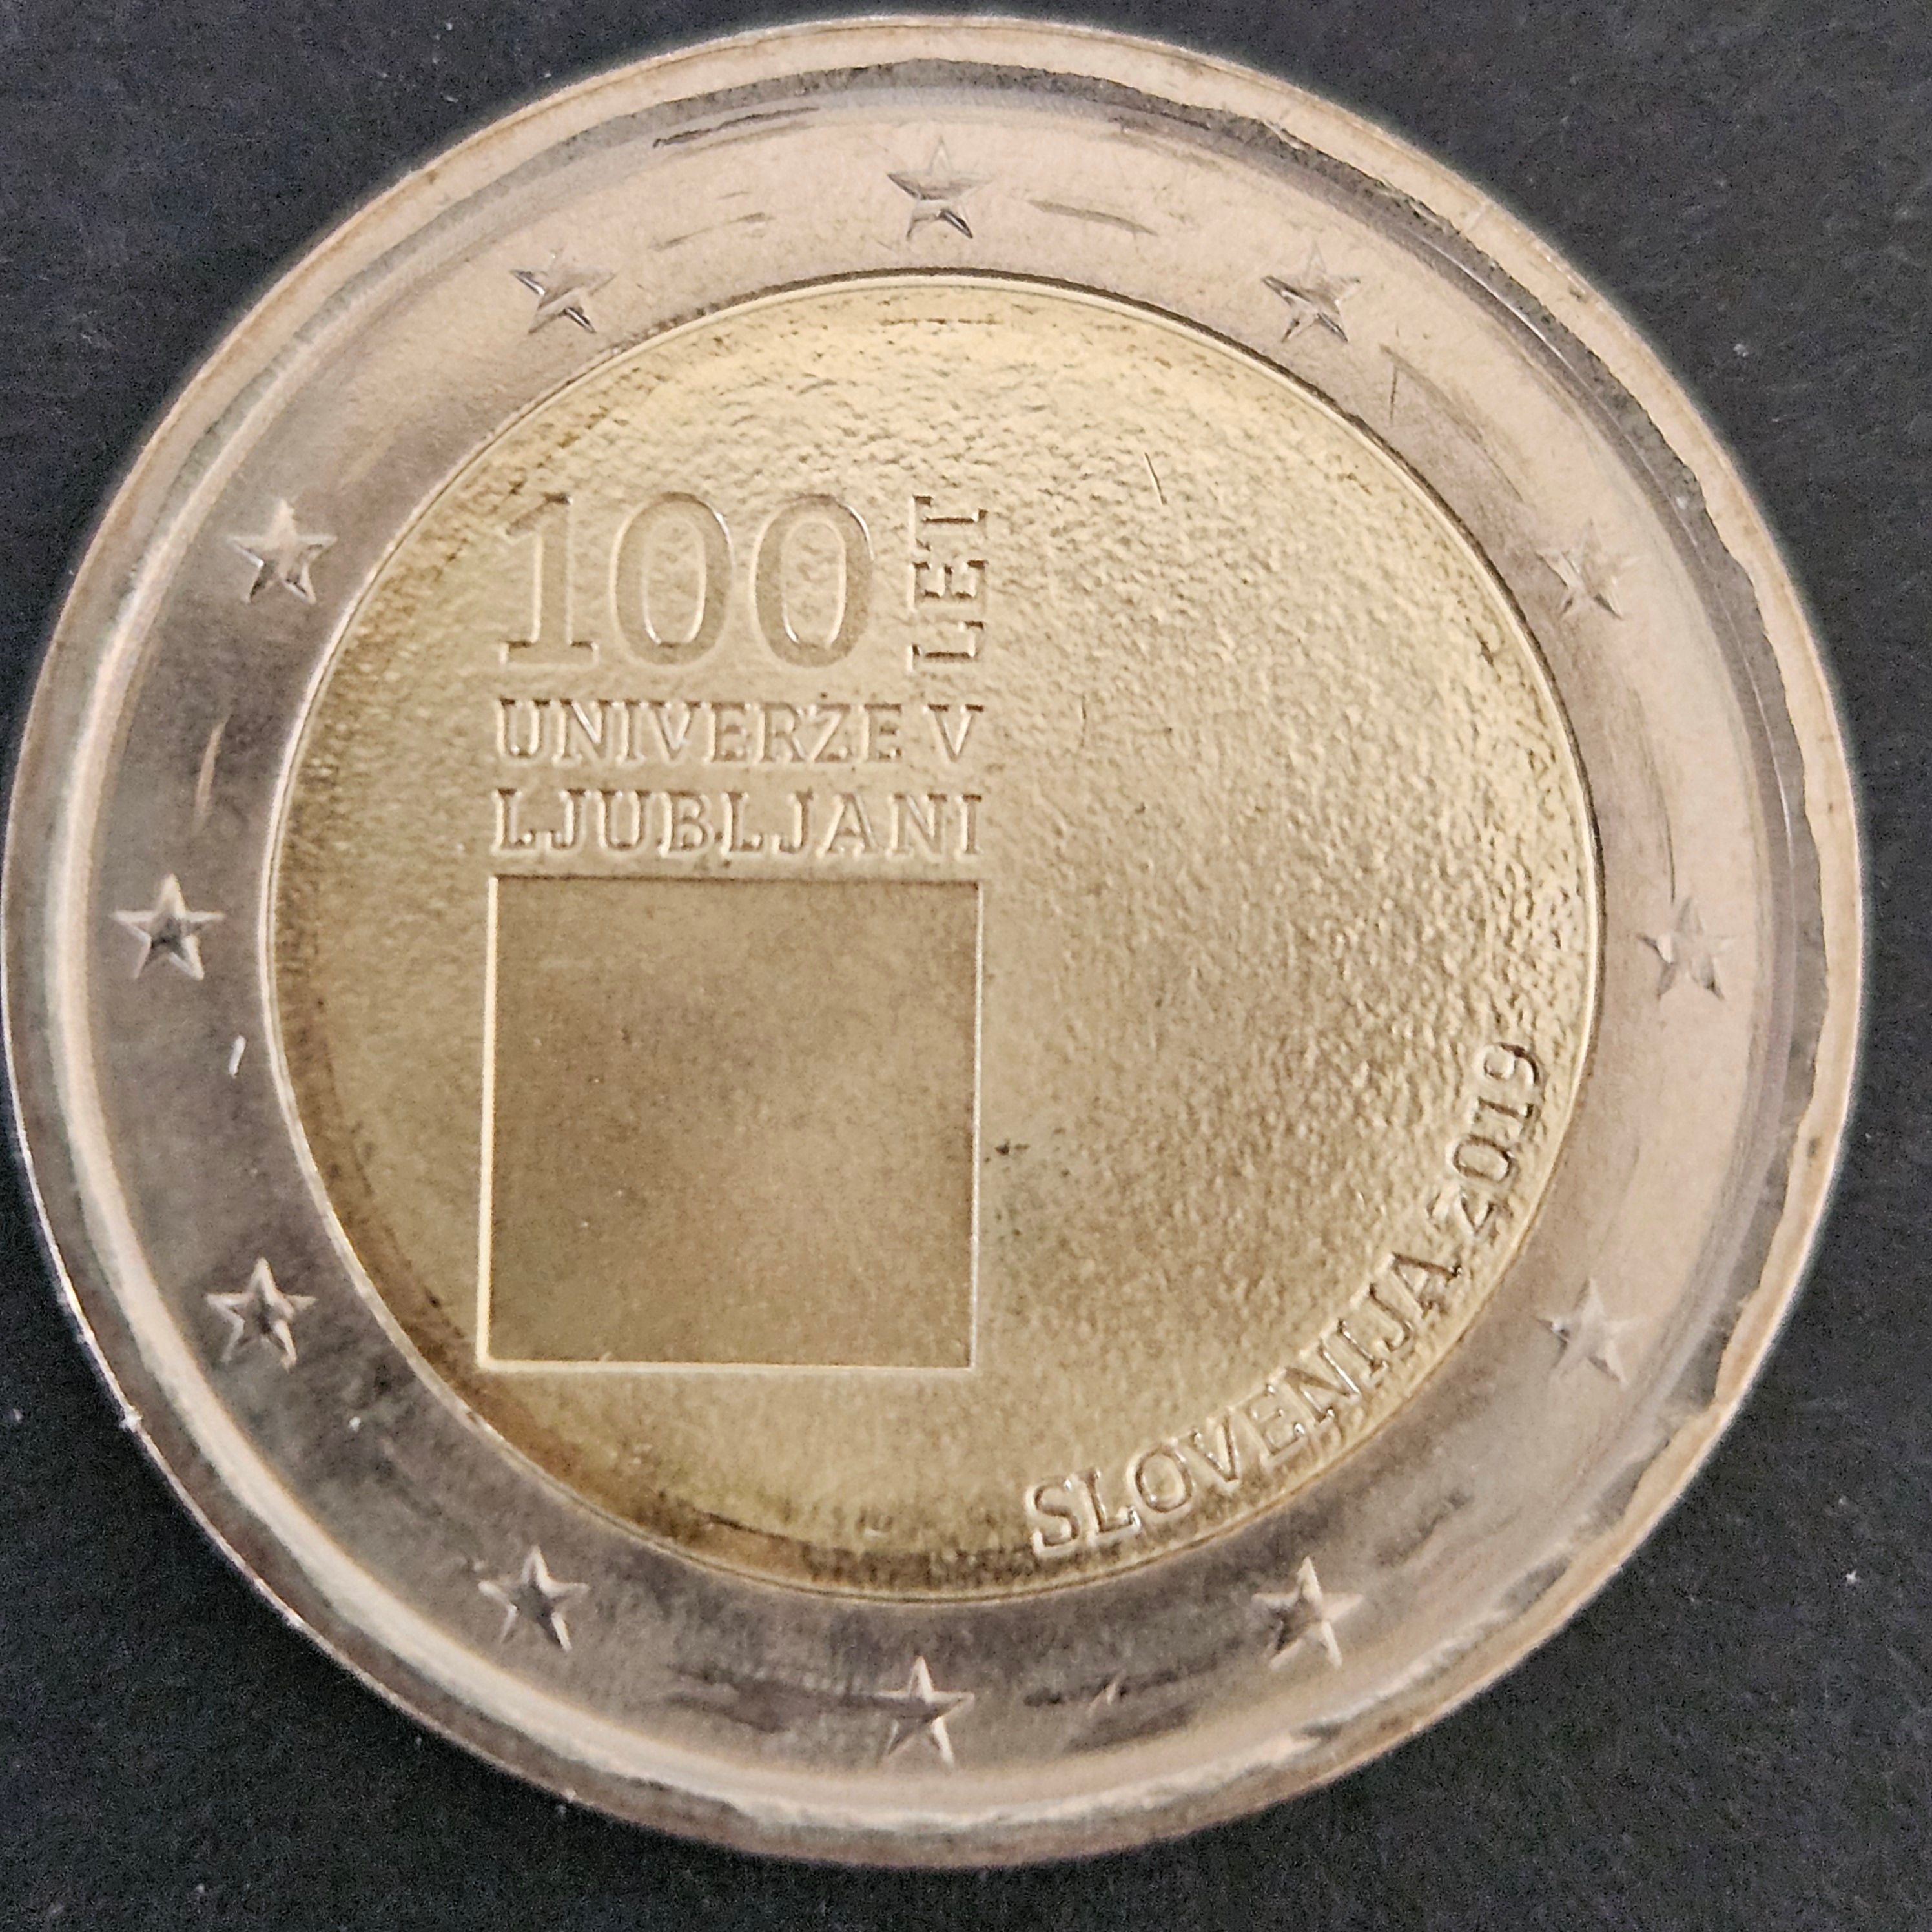 100 LET
UNIVERZE V
LJUBLJANI
SLOVENIJA 2019